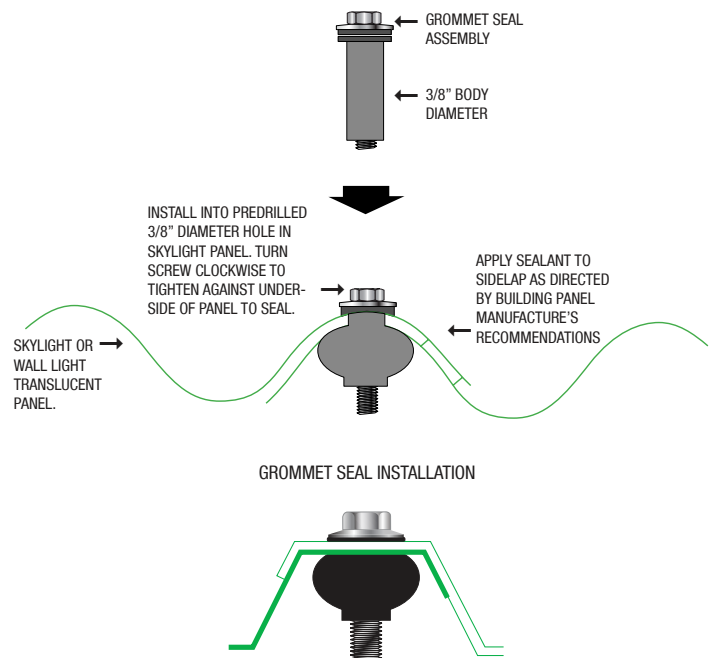 GROMMET SEAL
ASSEMBLY
3/8” BODY
DIAMETER
INSTALL INTO PREDRILLED
3/8” DIAMETER HOLE IN
SKYLIGHT PANEL. TURN
SCREW CLOCKWISE TO
TIGHTEN AGAINST UNDER-
SIDE OF PANEL TO SEAL.
APPLY SEALANT TO
SIDELAP AS DIRECTED
BY BUILDING PANEL
MANUFACTURE’S
RECOMMENDATIONS
SKYLIGHT OR
WALL LIGHT
TRANSLUCENT
PANEL.
GROMMET SEAL INSTALLATION